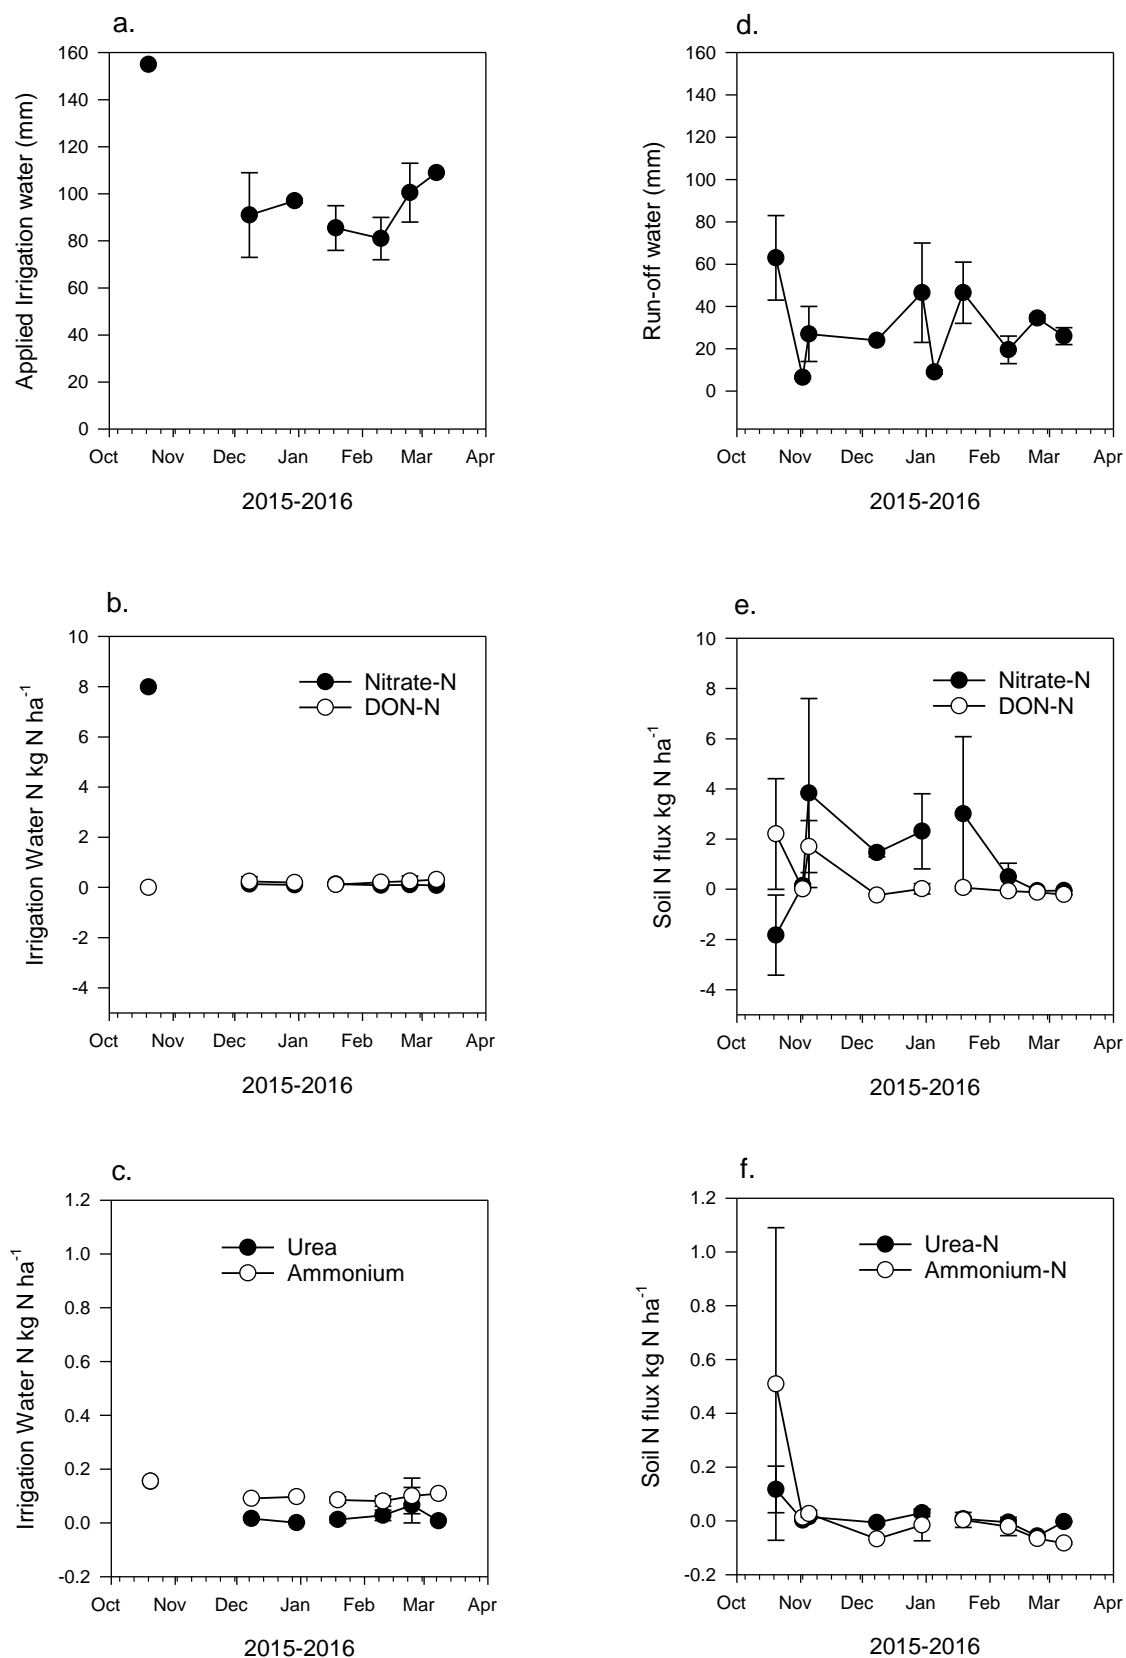 a.
160
140
120
100
80
60
40
20
0
Applied Irrigation water (mm)
Oct Nov Dec Jan Feb Mar Apr
2015-2016
d.
160
140
120
100
80
60
40
20
0
Run-off water (mm)
Oct Nov Dec Jan Feb Mar Apr
2015-2016
b.
10
8
6
4
2
0
-2
-4
Irrigation Water N kg N ha⁻¹
Nitrate-N
DON-N
Oct Nov Dec Jan Feb Mar Apr
2015-2016
e.
10
8
6
4
2
0
-2
-4
Soil N flux kg N ha⁻¹
Nitrate-N
DON-N
Oct Nov Dec Jan Feb Mar Apr
2015-2016
c.
1.2
1.0
0.8
0.6
0.4
0.2
0.0
-0.2
Irrigation Water N kg N ha⁻¹
Urea
Ammonium
Oct Nov Dec Jan Feb Mar Apr
2015-2016
f.
1.2
1.0
0.8
0.6
0.4
0.2
0.0
-0.2
Soil N flux kg N ha⁻¹
Urea-N
Ammonium-N
Oct Nov Dec Jan Feb Mar Apr
2015-2016